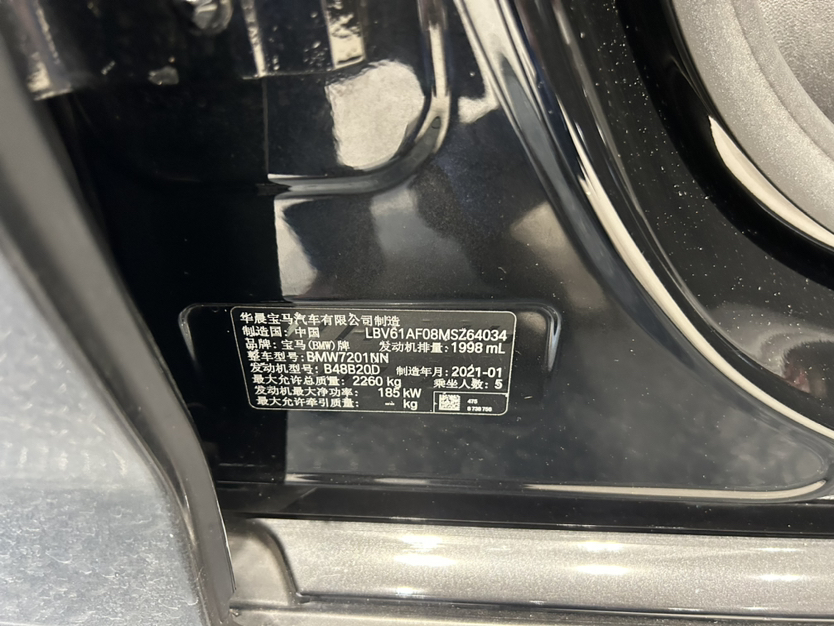 华晨宝马汽车有限公司制造
制造国：中国 LBV61AF08MSZ64034
品牌：宝马(BMW)牌 发动机排量：1998 mL
整车型号：BMW7201NN
发动机型号：B48B20D 制造年月：2021-01
最大允许总质量： 2260 kg 乘坐人数：5
发动机最大净功率： 185 kW
最大允许牵引质量： -- kg